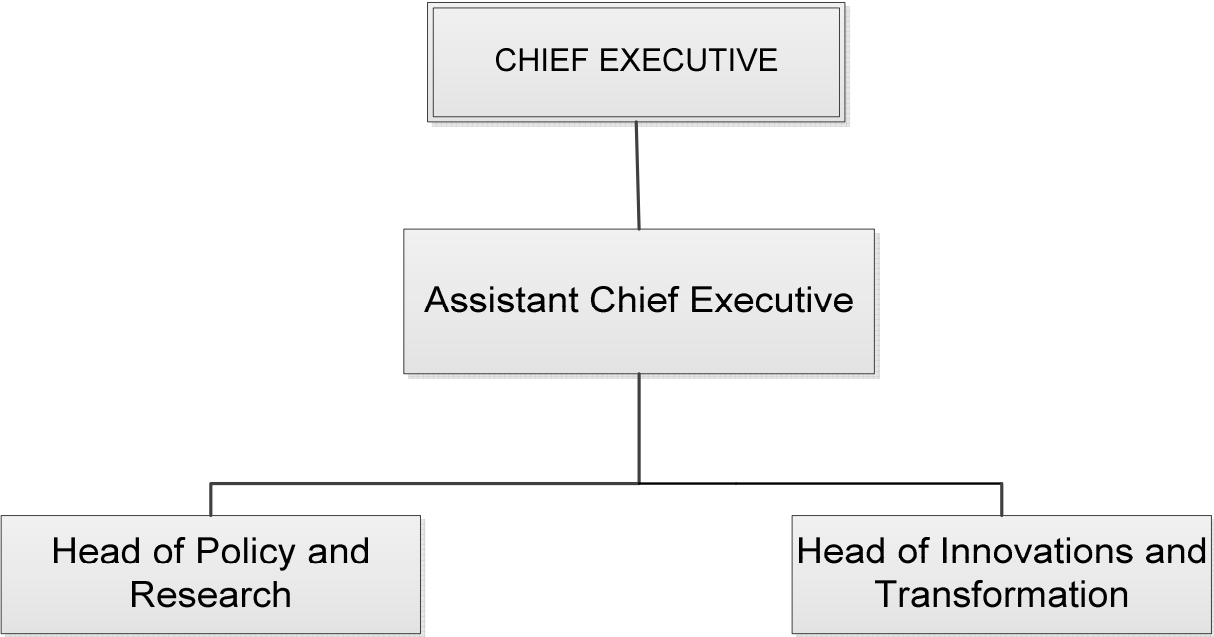 CHIEF EXECUTIVE
Assistant Chief Executive
Head of Policy and
Research
Head of Innovations and
Transformation